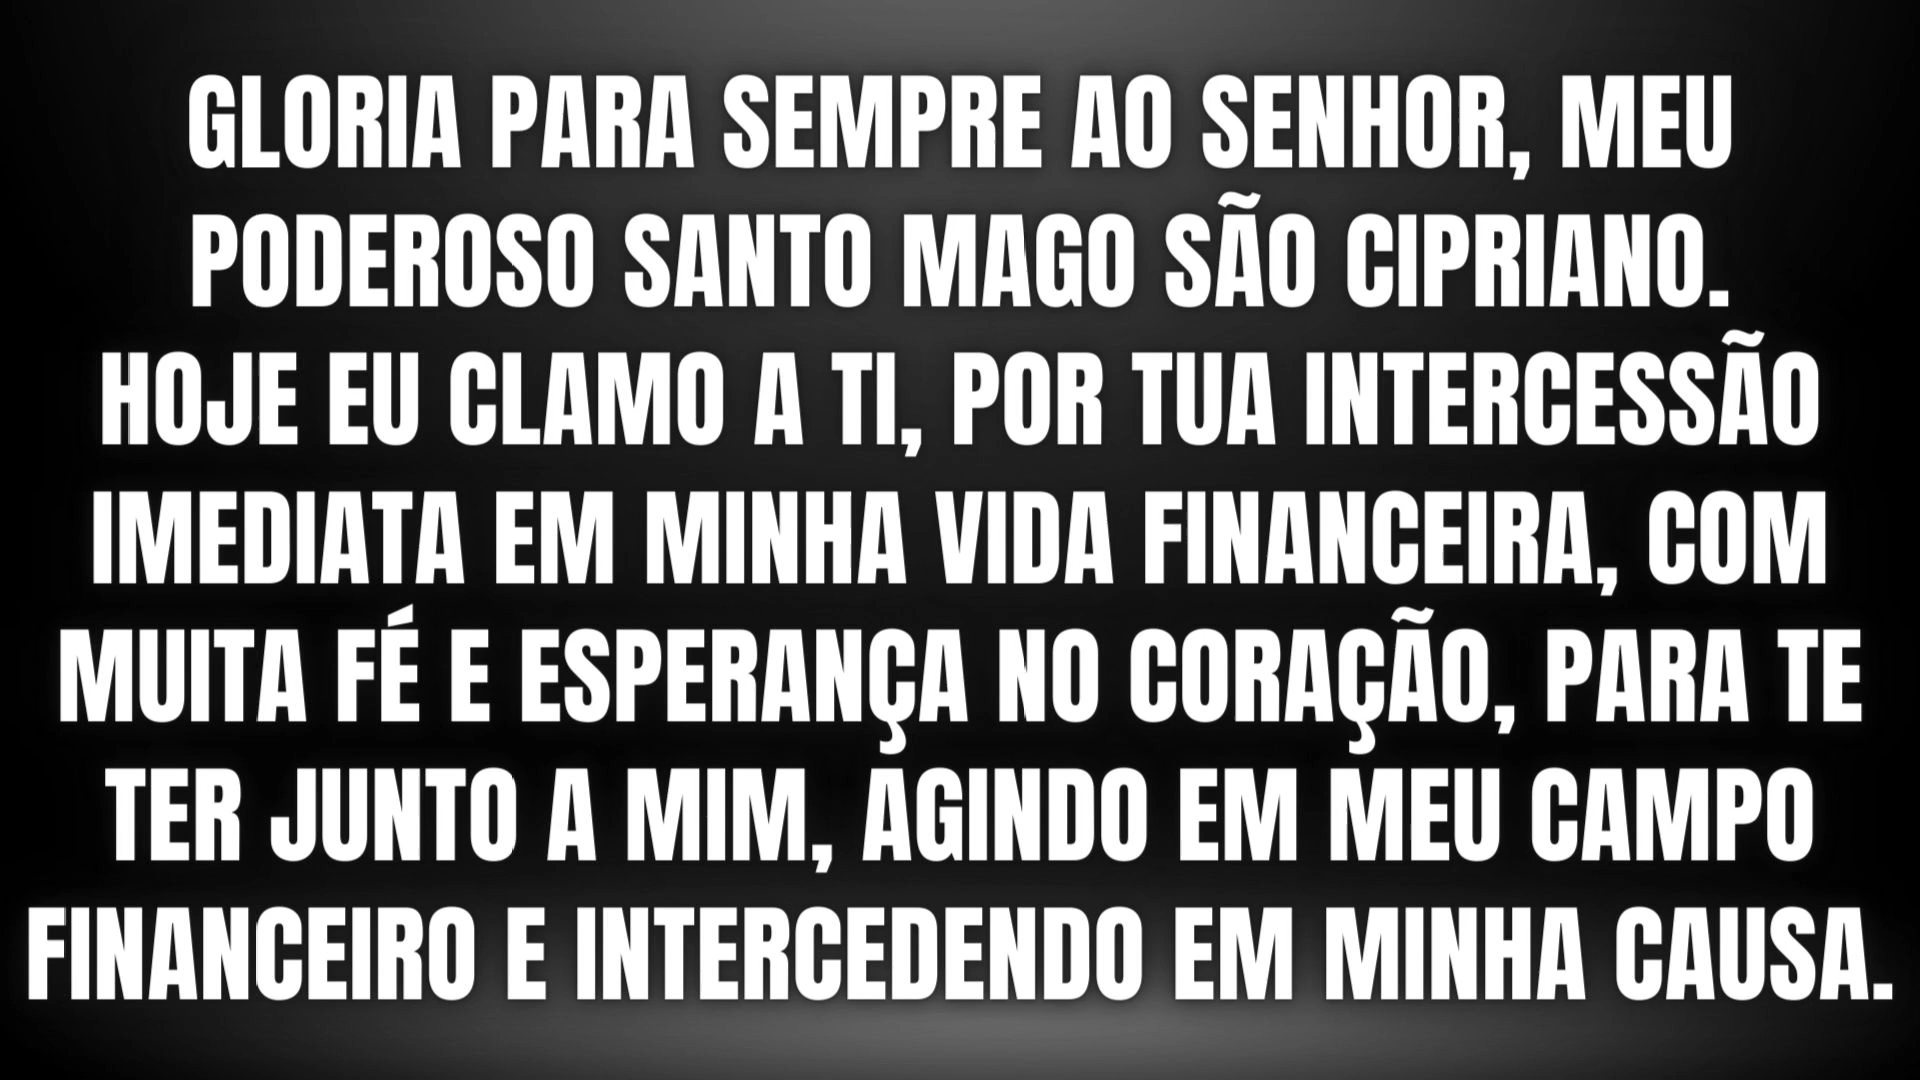 GLORIA PARA SEMPRE AO SENHOR, MEU
PODEROSO SANTO MAGO SÃO CIPRIANO.
HOJE EU CLAMO A TI, POR TUA INTERCESSÃO
IMEDIATA EM MINHA VIDA FINANCEIRA, COM
MUITA FÉ E ESPERANÇA NO CORAÇÃO, PARA TE
TER JUNTO A MIM, AGINDO EM MEU CAMPO
FINANCEIRO E INTERCEDENDO EM MINHA CAUSA.